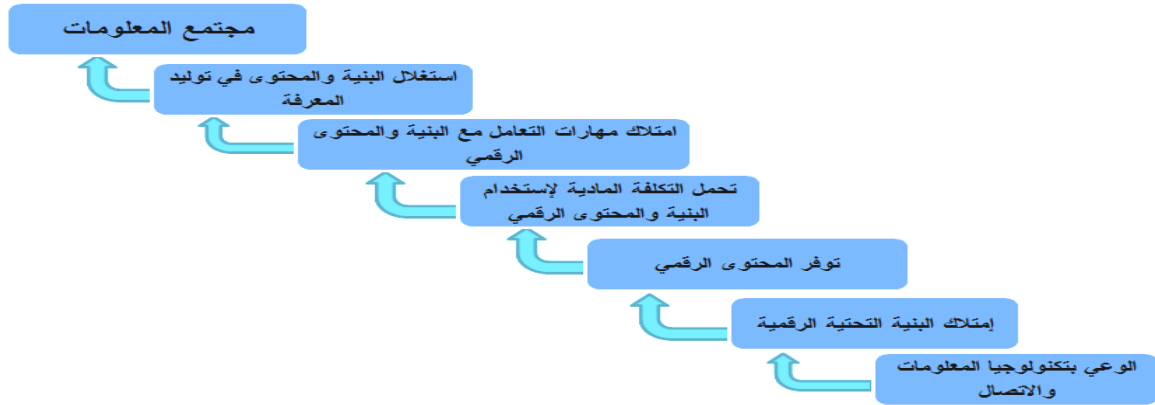 مجتمع المعلومات
استغلال البنية والمحتوى في توليد
المعرفة
امتلاك مهارات التعامل مع البنية والمحتوى
الرقمي
تحمل التكلفة المادية لإستخدام
البنية والمحتوى الرقمي
توفر المحتوى الرقمي
إمتلاك البنية التحتية الرقمية
الوعي بتكنولوجيا المعلومات
والاتصال